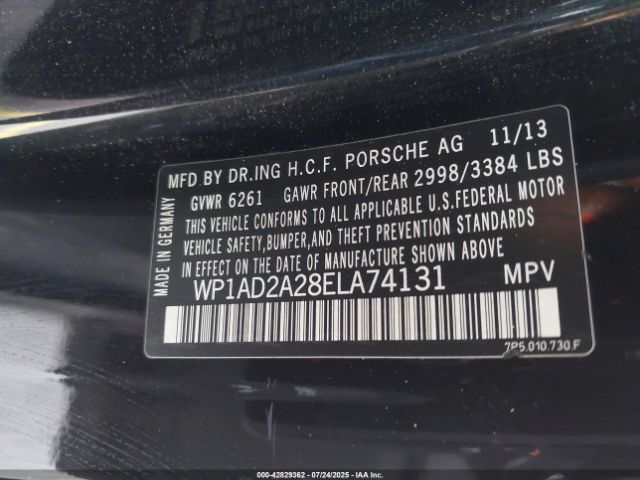 MFD BY DR.ING H.C.F. PORSCHE AG 11/13
GVWR 6261 GAWR FRONT/REAR 2998/3384 LBS
THIS VEHICLE CONFORMS TO ALL APPLICABLE U.S.FEDERAL MOTOR
VEHICLE SAFETY,BUMPER,AND THEFT PREVENTION STANDARDS
IN EFFECT ON THE DATE OF MANUFACTURE SHOWN ABOVE.
MADE IN GERMANY
WP1AD2A28ELA74131 MPV
7P5.010.730.F
000-42829362 | 07/24/2025 | IAAI.CA